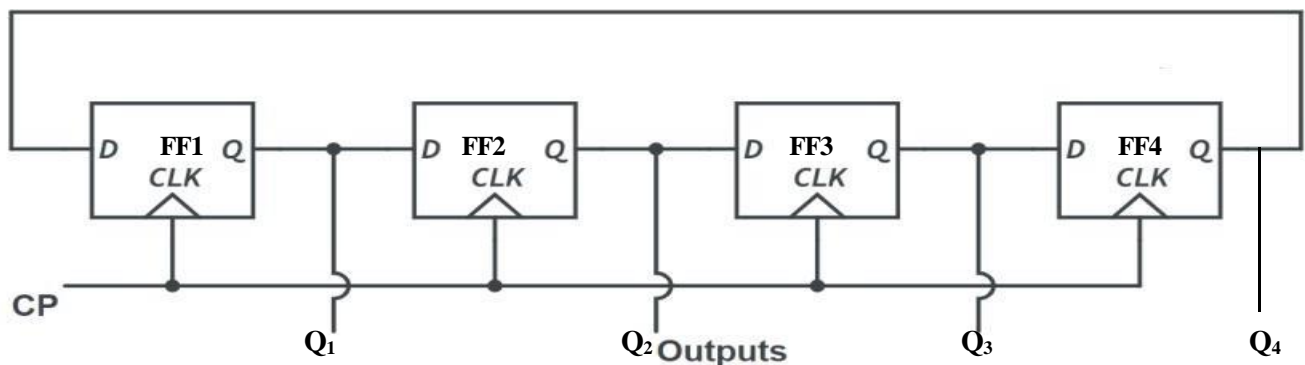 D FF1 Q D FF2 Q D FF3 Q D FF4 Q
CLK CLK CLK CLK
CP
Q1 Q2 Outputs Q3 Q4